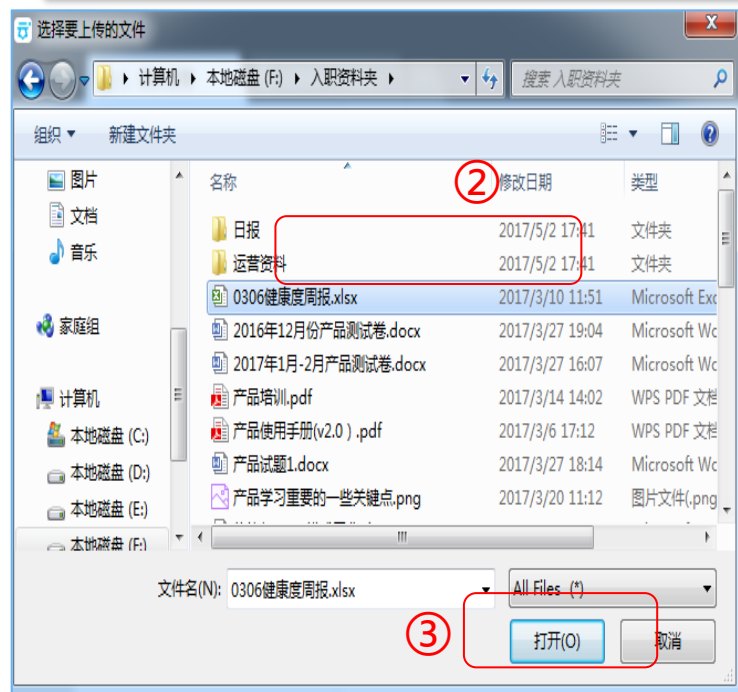 选择要上传的文件
计算机 本地磁盘 (F:) 入职资料夹
搜索 入职资料夹
组织 新建文件夹
图片
文档
音乐
家庭组
计算机
本地磁盘 (C:)
本地磁盘 (D:)
本地磁盘 (E:)
本地磁盘 (F:)
名称 ② 修改日期 类型
日报 2017/5/2 17:41 文件夹
运营资料 2017/5/2 17:41 文件夹
0306健康度周报.xlsx 2017/3/10 11:51 Microsoft Exc
2016年12月份产品测试卷.docx 2017/3/27 19:04 Microsoft Wo
2017年1月-2月产品测试卷.docx 2017/3/27 16:07 Microsoft Wo
产品培训.pdf 2017/3/14 14:02 WPS PDF 文档
产品使用手册(v2.0 ) .pdf 2017/3/6 17:12 WPS PDF 文档
产品试题1.docx 2017/3/27 18:14 Microsoft Wo
产品学习重要的一些关键点.png 2017/3/20 11:12 图片文件(.png
文件名(N): 0306健康度周报.xlsx All Files (*)
③ 打开(O) 取消